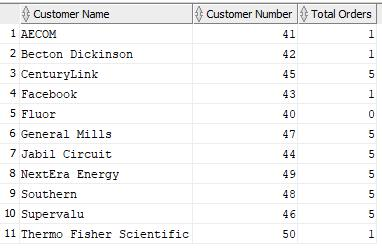 Customer Name Customer Number Total Orders
1 AECOM 41 1
2 Becton Dickinson 42 1
3 CenturyLink 45 5
4 Facebook 43 1
5 Fluor 40 0
6 General Mills 47 5
7 Jabil Circuit 44 5
8 NextEra Energy 49 5
9 Southern 48 5
10 Supervalu 46 5
11 Thermo Fisher Scientific 50 1